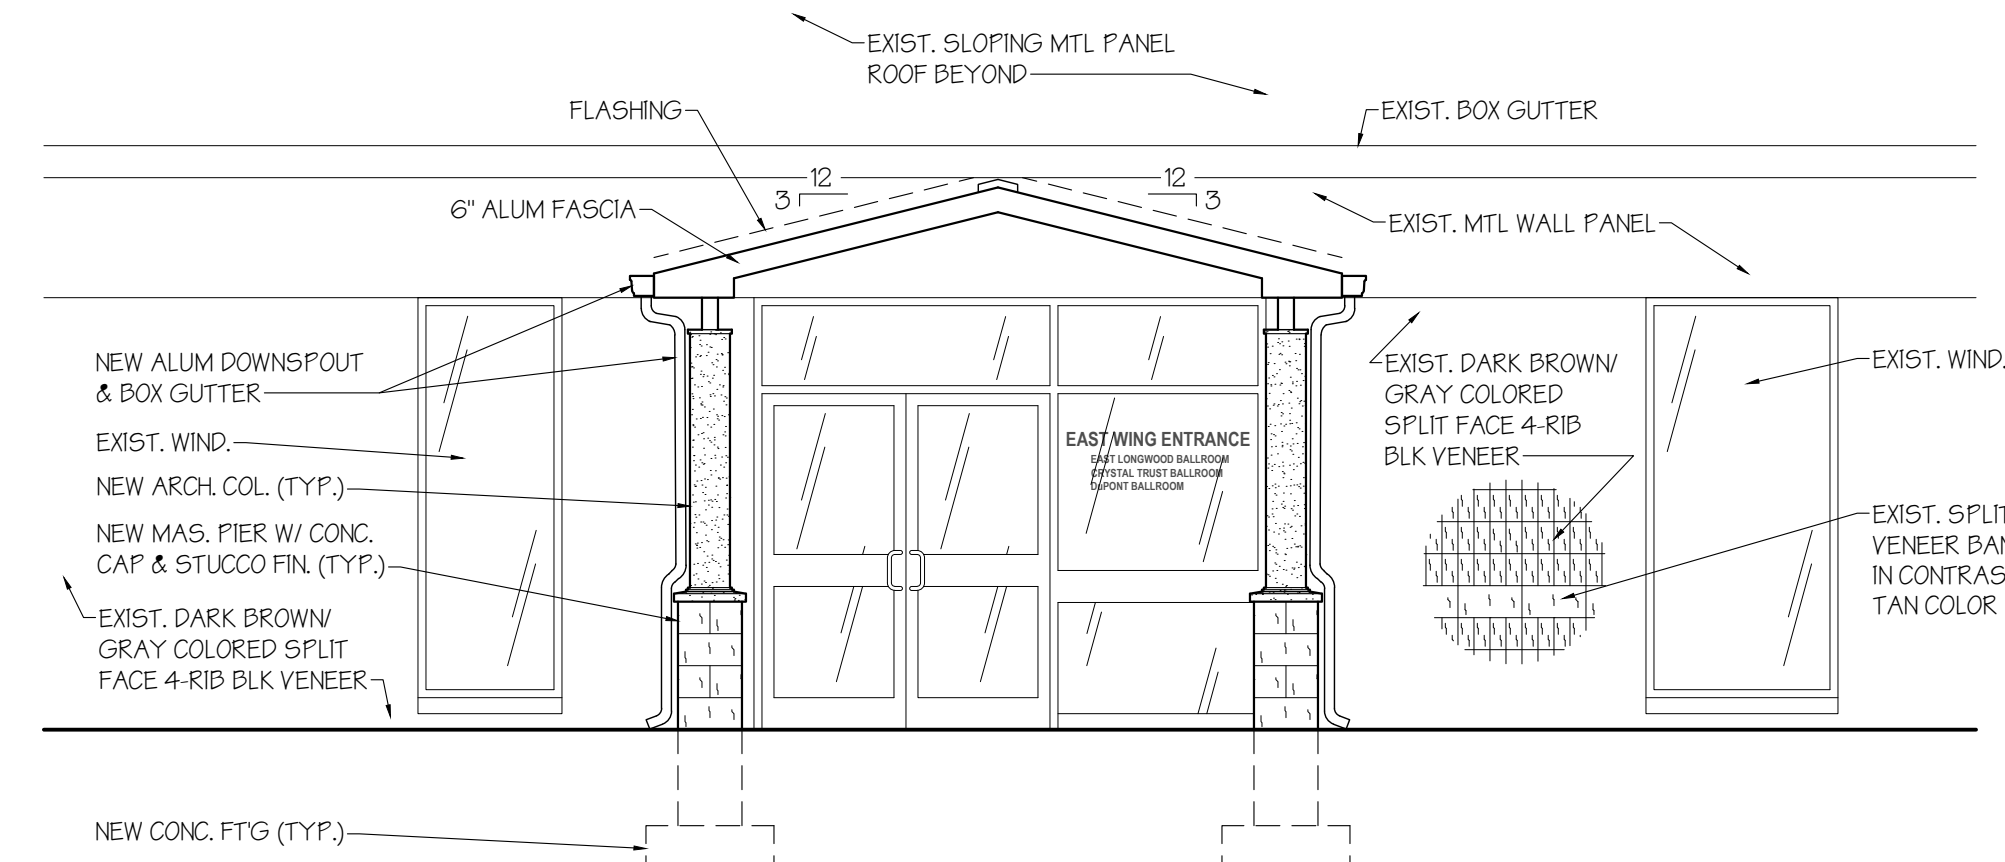 EXIST. SLOPING MTL PANEL
ROOF BEYOND
FLASHING
EXIST. BOX GUTTER
12
3
12
3
6" ALUM FASCIA
EXIST. MTL WALL PANEL
NEW ALUM DOWNSPOUT
& BOX GUTTER
EXIST. WIND.
NEW ARCH. COL. (TYP.)
NEW MAS. PIER W/ CONC.
CAP & STUCCO FIN. (TYP.)
EXIST. DARK BROWN/
GRAY COLORED SPLIT
FACE 4-RIB BLK VENEER
NEW CONC. FT'G (TYP.)
EAST WING ENTRANCE
EAST LONGWOOD BALLROOM
CRYSTAL TRUST BALLROOM
DuPONT BALLROOM
EXIST. DARK BROWN/
GRAY COLORED
SPLIT FACE 4-RIB
BLK VENEER
EXIST. WIND.
EXIST. SPLIT
VENEER BAN
IN CONTRAS
TAN COLOR